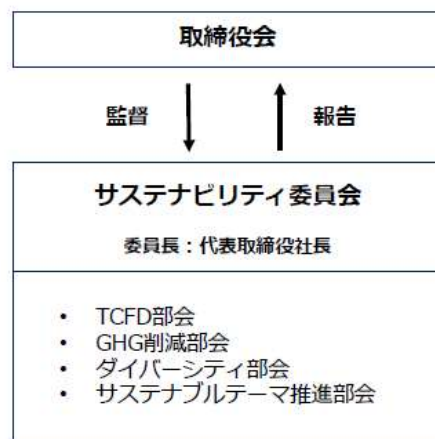 取締役会
監督 報告
サステナビリティ委員会
委員長：代表取締役社長
• TCFD部会
• GHG削減部会
• ダイバーシティ部会
• サステナブルテーマ推進部会